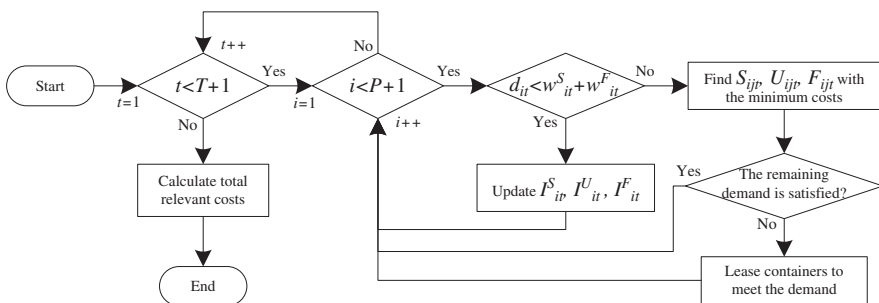 t++
No
Start
t=1
t<T+1
Yes
i=1
i<P+1
Yes
d_it<w^S_it+w^F_it
No
Find S_ijt, U_ijt, F_ijt with
the minimum costs
No
i++
Yes
Calculate total
relevant costs
Update I^S_it, I^U_it, I^F_it
Yes
The remaining
demand is satisfied?
No
End
Lease containers to
meet the demand